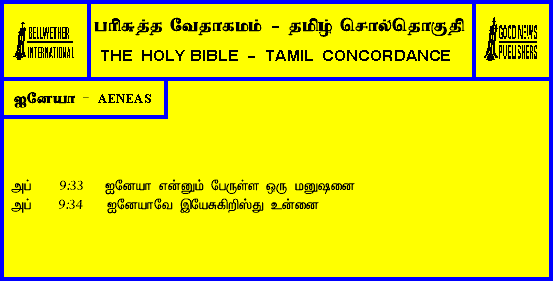 BELLWETHER
INTERNATIONAL
பரிசுத்த வேதாகமம் - தமிழ் சொல்தொகுதி
THE HOLY BIBLE - TAMIL CONCORDANCE
GOOD NEWS
PUBLISHERS
ஐனேயா - AENEAS
அப் 9:33 ஐனேயா என்னும் பேருள்ள ஒரு மனுஷனை
அப் 9:34 ஐனேயாவே இயேசுகிறிஸ்து உன்னை